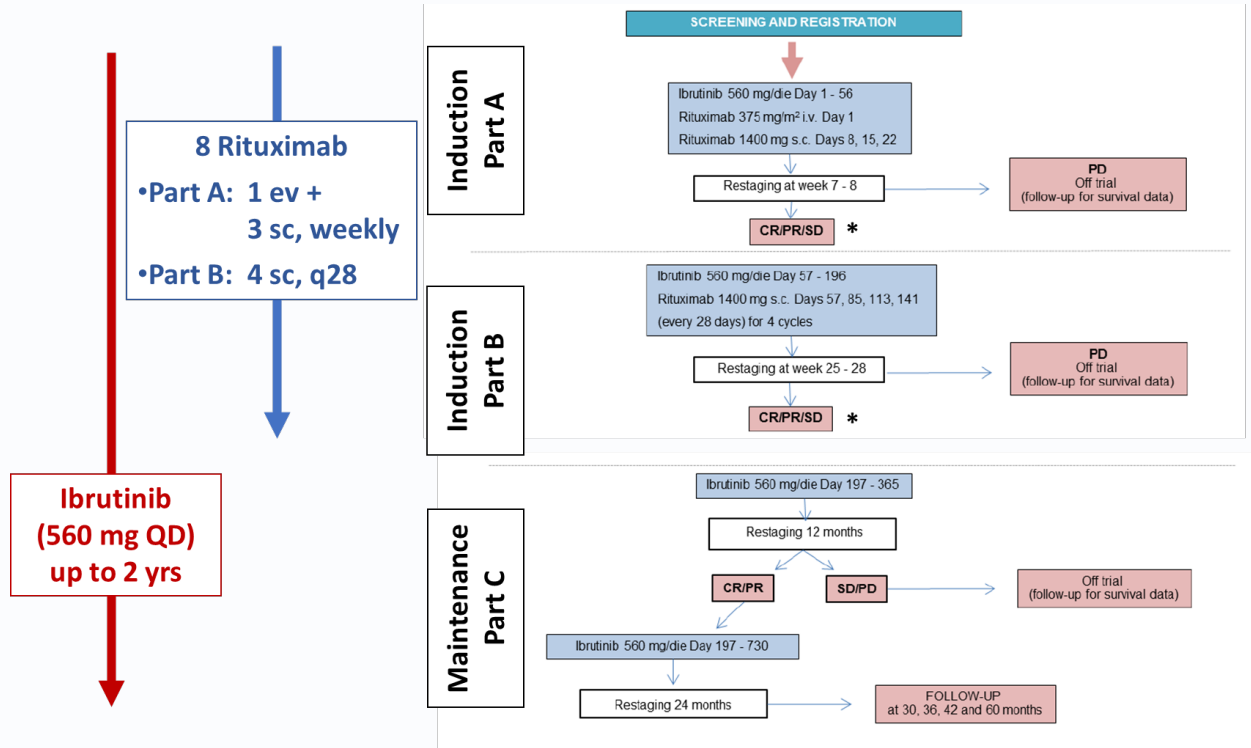 8 Rituximab
•Part A: 1 ev +
3 sc, weekly
•Part B: 4 sc, q28
Ibrutinib
(560 mg QD)
up to 2 yrs
SCREENING AND REGISTRATION
Induction
Part A
Ibrutinib 560 mg/die Day 1 - 56
Rituximab 375 mg/m² i.v. Day 1
Rituximab 1400 mg s.c. Days 8, 15, 22
Restaging at week 7 - 8
PD
Off trial
(follow-up for survival data)
CR/PR/SD *
Induction
Part B
Ibrutinib 560 mg/die Day 57 - 196
Rituximab 1400 mg s.c. Days 57, 85, 113, 141
(every 28 days) for 4 cycles
Restaging at week 25 - 28
PD
Off trial
(follow-up for survival data)
CR/PR/SD *
Maintenance
Part C
Ibrutinib 560 mg/die Day 197 - 365
Restaging 12 months
CR/PR
SD/PD
Off trial
(follow-up for survival data)
Ibrutinib 560 mg/die Day 197 - 730
Restaging 24 months
FOLLOW-UP
at 30, 36, 42 and 60 months